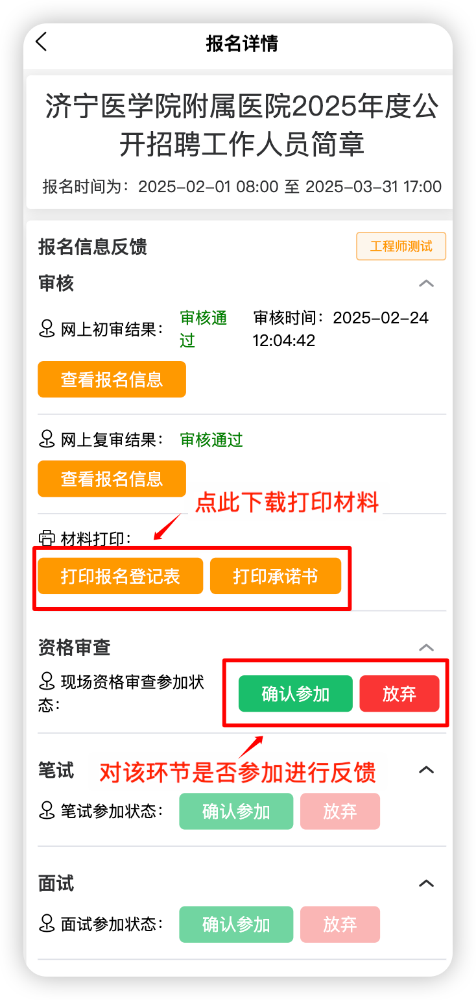 报名详情
济宁医学院附属医院2025年度公
开招聘工作人员简章
报名时间为：2025-02-01 08:00 至 2025-03-31 17:00
报名信息反馈
工程师测试
审核
网上初审结果：
审核通
过
审核时间：2025-02-24
12:04:42
查看报名信息
网上复审结果：
审核通过
查看报名信息
点此下载打印材料
材料打印：
打印报名登记表
打印承诺书
资格审查
现场资格审查参加状
态：
确认参加
放弃
笔试
对该环节是否参加进行反馈
笔试参加状态：
确认参加
放弃
面试
面试参加状态：
确认参加
放弃